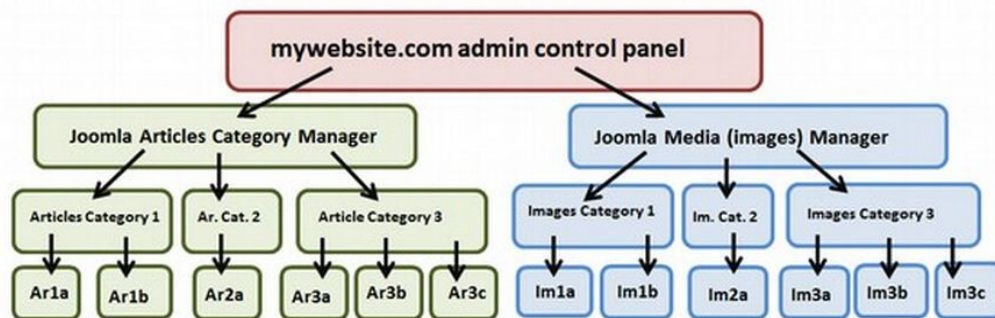 mywebsite.com admin control panel
Joomla Articles Category Manager
Joomla Media (images) Manager
Articles Category 1
Ar. Cat. 2
Article Category 3
Images Category 1
Im. Cat. 2
Images Category 3
Ar1a
Ar1b
Ar2a
Ar3a
Ar3b
Ar3c
Im1a
Im1b
Im2a
Im3a
Im3b
Im3c